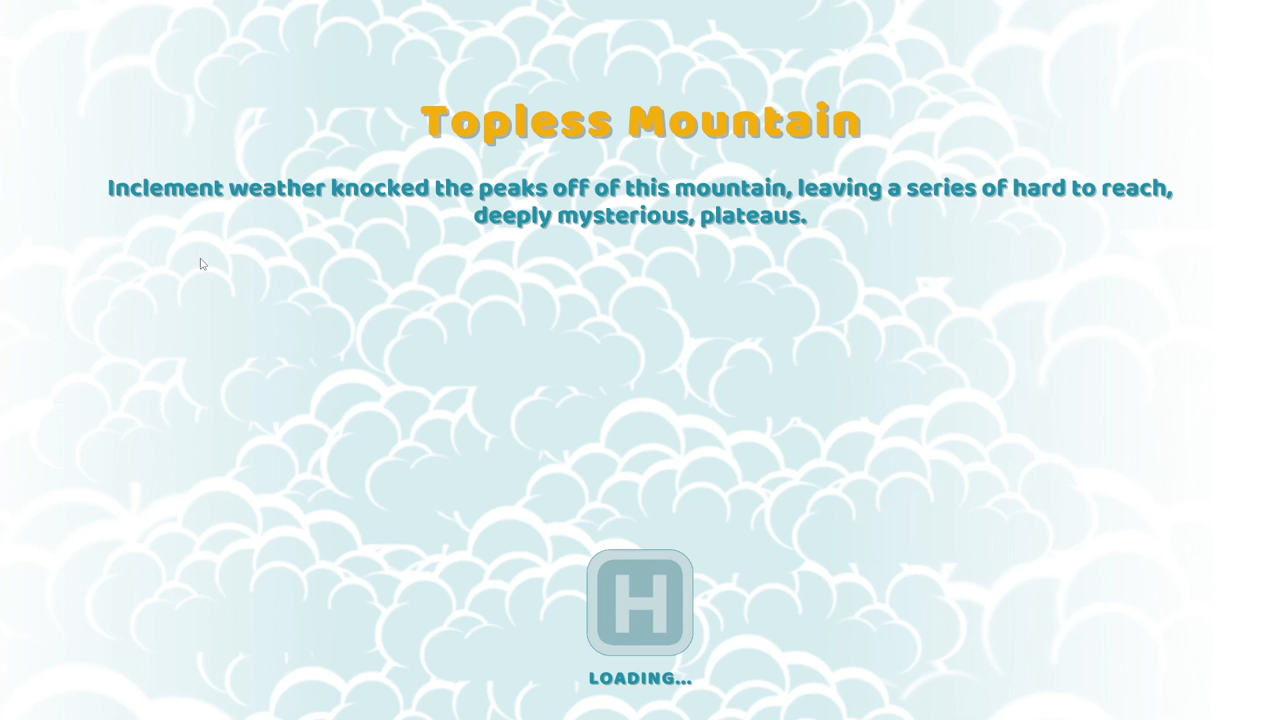 Topless Mountain
Inclement weather knocked the peaks off of this mountain, leaving a series of hard to reach,
deeply mysterious, plateaus.
H
LOADING...